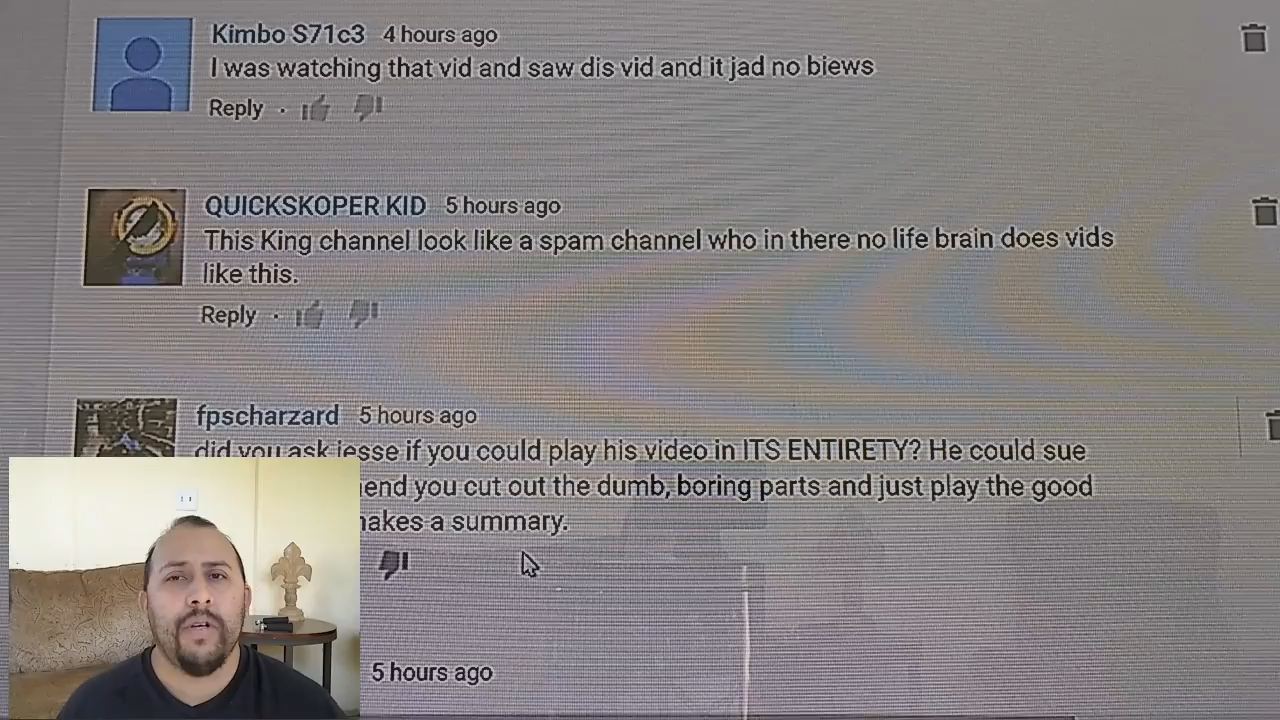 Kimbo S71c3 4 hours ago
I was watching that vid and saw dis vid and it jad no biews
Reply ·
QUICKSKOPER KID 5 hours ago
This King channel look like a spam channel who in there no life brain does vids
like this.
Reply ·
fpscharzard 5 hours ago
did you ask jesse if you could play his video in ITS ENTIRETY? He could sue
you cut out the dumb, boring parts and just play the good
a summary.
5 hours ago